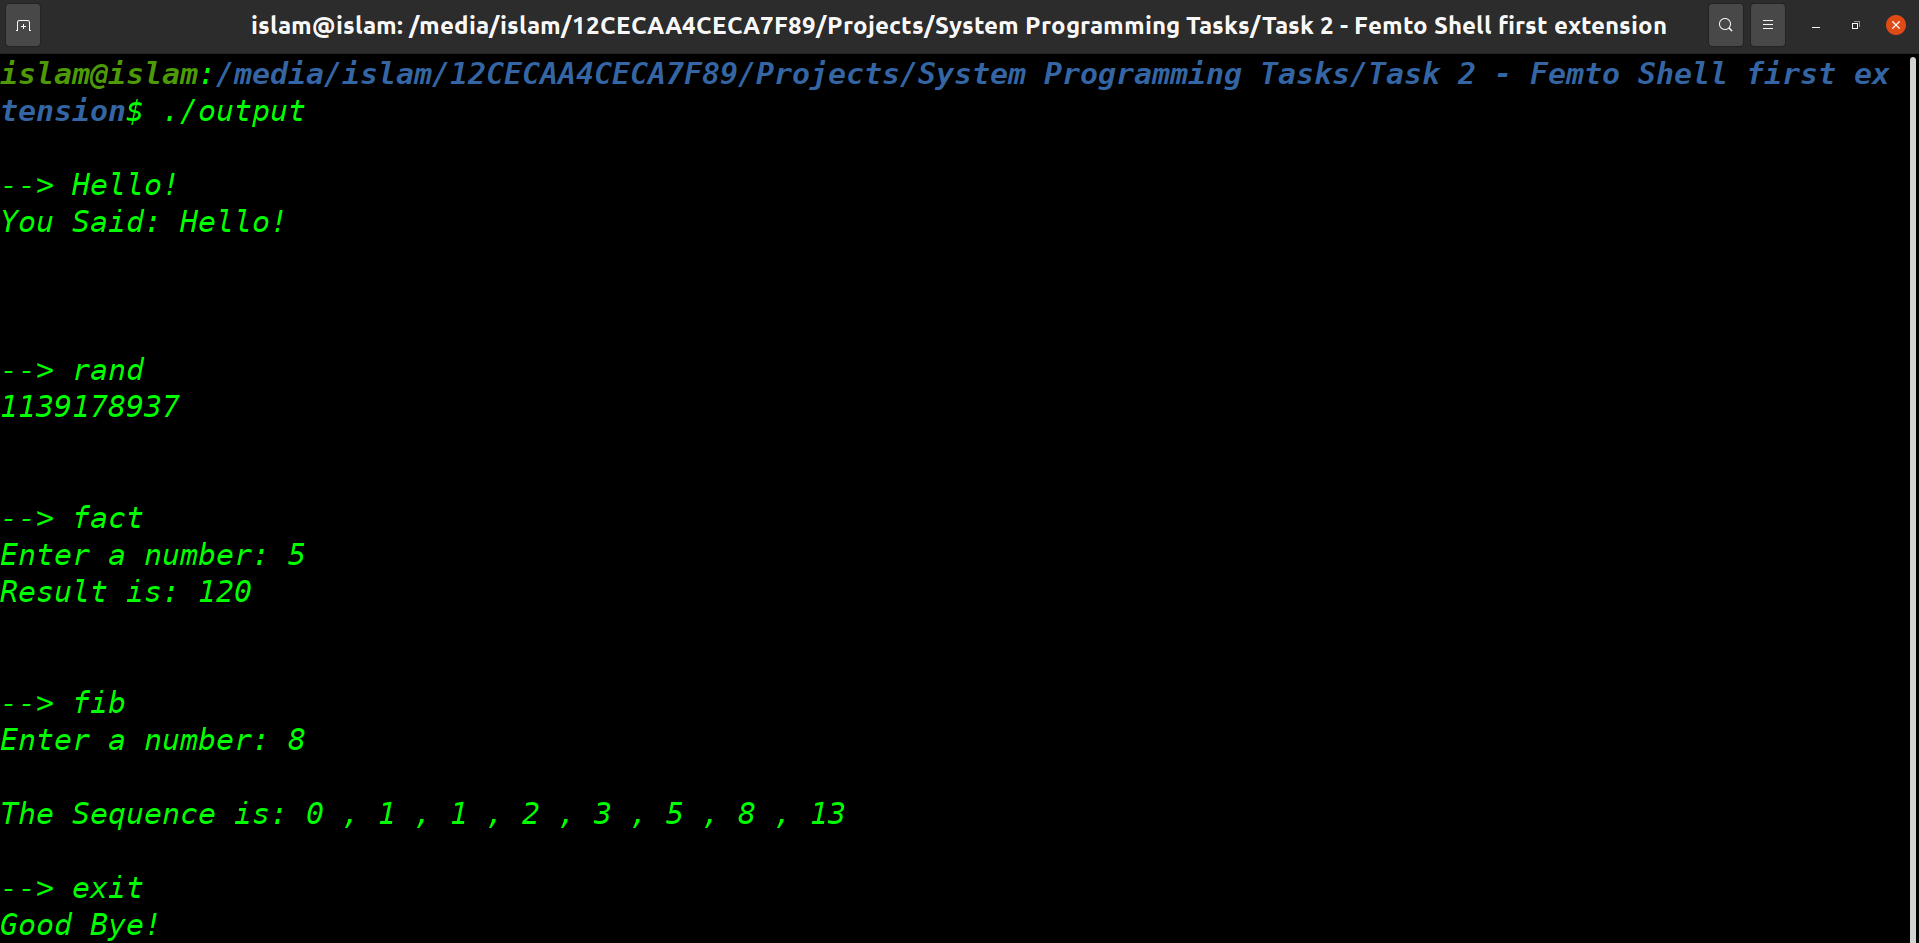 islam@islam: /media/islam/12CECAA4CECA7F89/Projects/System Programming Tasks/Task 2 - Femto Shell first extension
islam@islam:/media/islam/12CECAA4CECA7F89/Projects/System Programming Tasks/Task 2 - Femto Shell first ex
tension$ ./output
--> Hello!
You Said: Hello!
--> rand
1139178937
--> fact
Enter a number: 5
Result is: 120
--> fib
Enter a number: 8
The Sequence is: 0 , 1 , 1 , 2 , 3 , 5 , 8 , 13
--> exit
Good Bye!